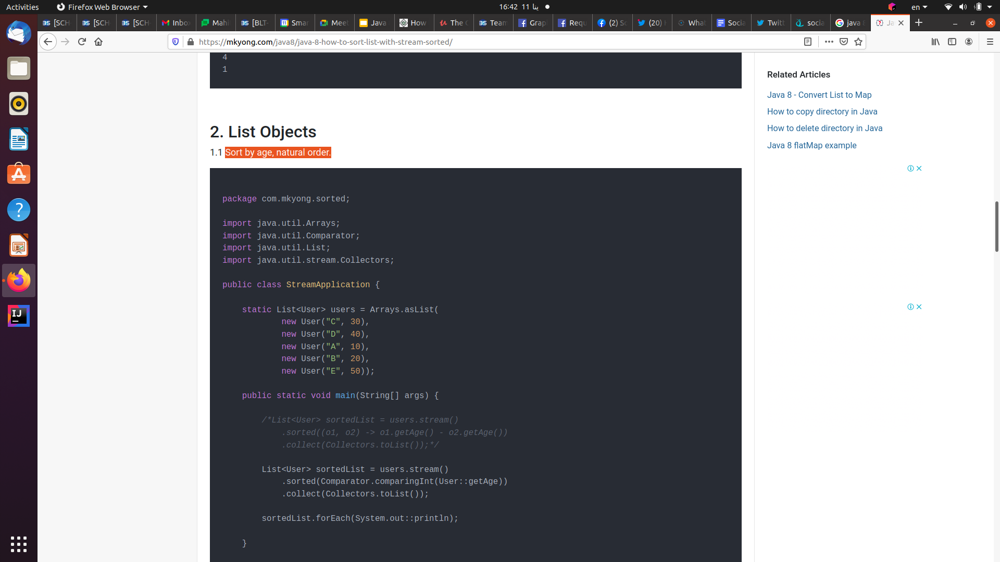 Activities Firefox Web Browser 16:42 11 ينا en
[SCH [SCH [SCH Inbo Mahi [BLT- Smar Meet Java How The Team Grap Requ (2) Sc (20) What Socia Twitt socia java 8 Ja
https://mkyong.com/java8/java-8-how-to-sort-list-with-stream-sorted/
4
1
2. List Objects
1.1 Sort by age, natural order.
package com.mkyong.sorted;
import java.util.Arrays;
import java.util.Comparator;
import java.util.List;
import java.util.stream.Collectors;
public class StreamApplication {
static List<User> users = Arrays.asList(
new User("C", 30),
new User("D", 40),
new User("A", 10),
new User("B", 20),
new User("E", 50));
public static void main(String[] args) {
/*List<User> sortedList = users.stream()
.sorted((o1, o2) -> o1.getAge() - o2.getAge())
.collect(Collectors.toList());*/
List<User> sortedList = users.stream()
.sorted(Comparator.comparingInt(User::getAge))
.collect(Collectors.toList());
sortedList.forEach(System.out::println);
}
Related Articles
Java 8 - Convert List to Map
How to copy directory in Java
How to delete directory in Java
Java 8 flatMap example